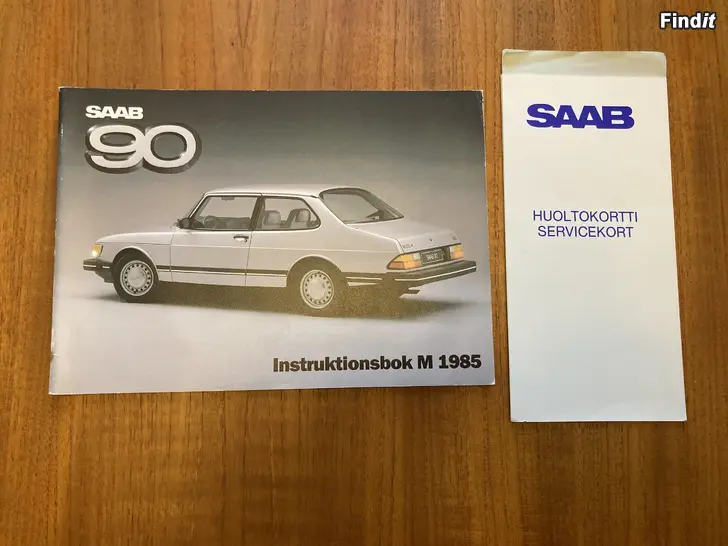 Findit
SAAB
90
Instruktionsbok M 1985
SAAB
HUOLTOKORTTI
SERVICEKORT